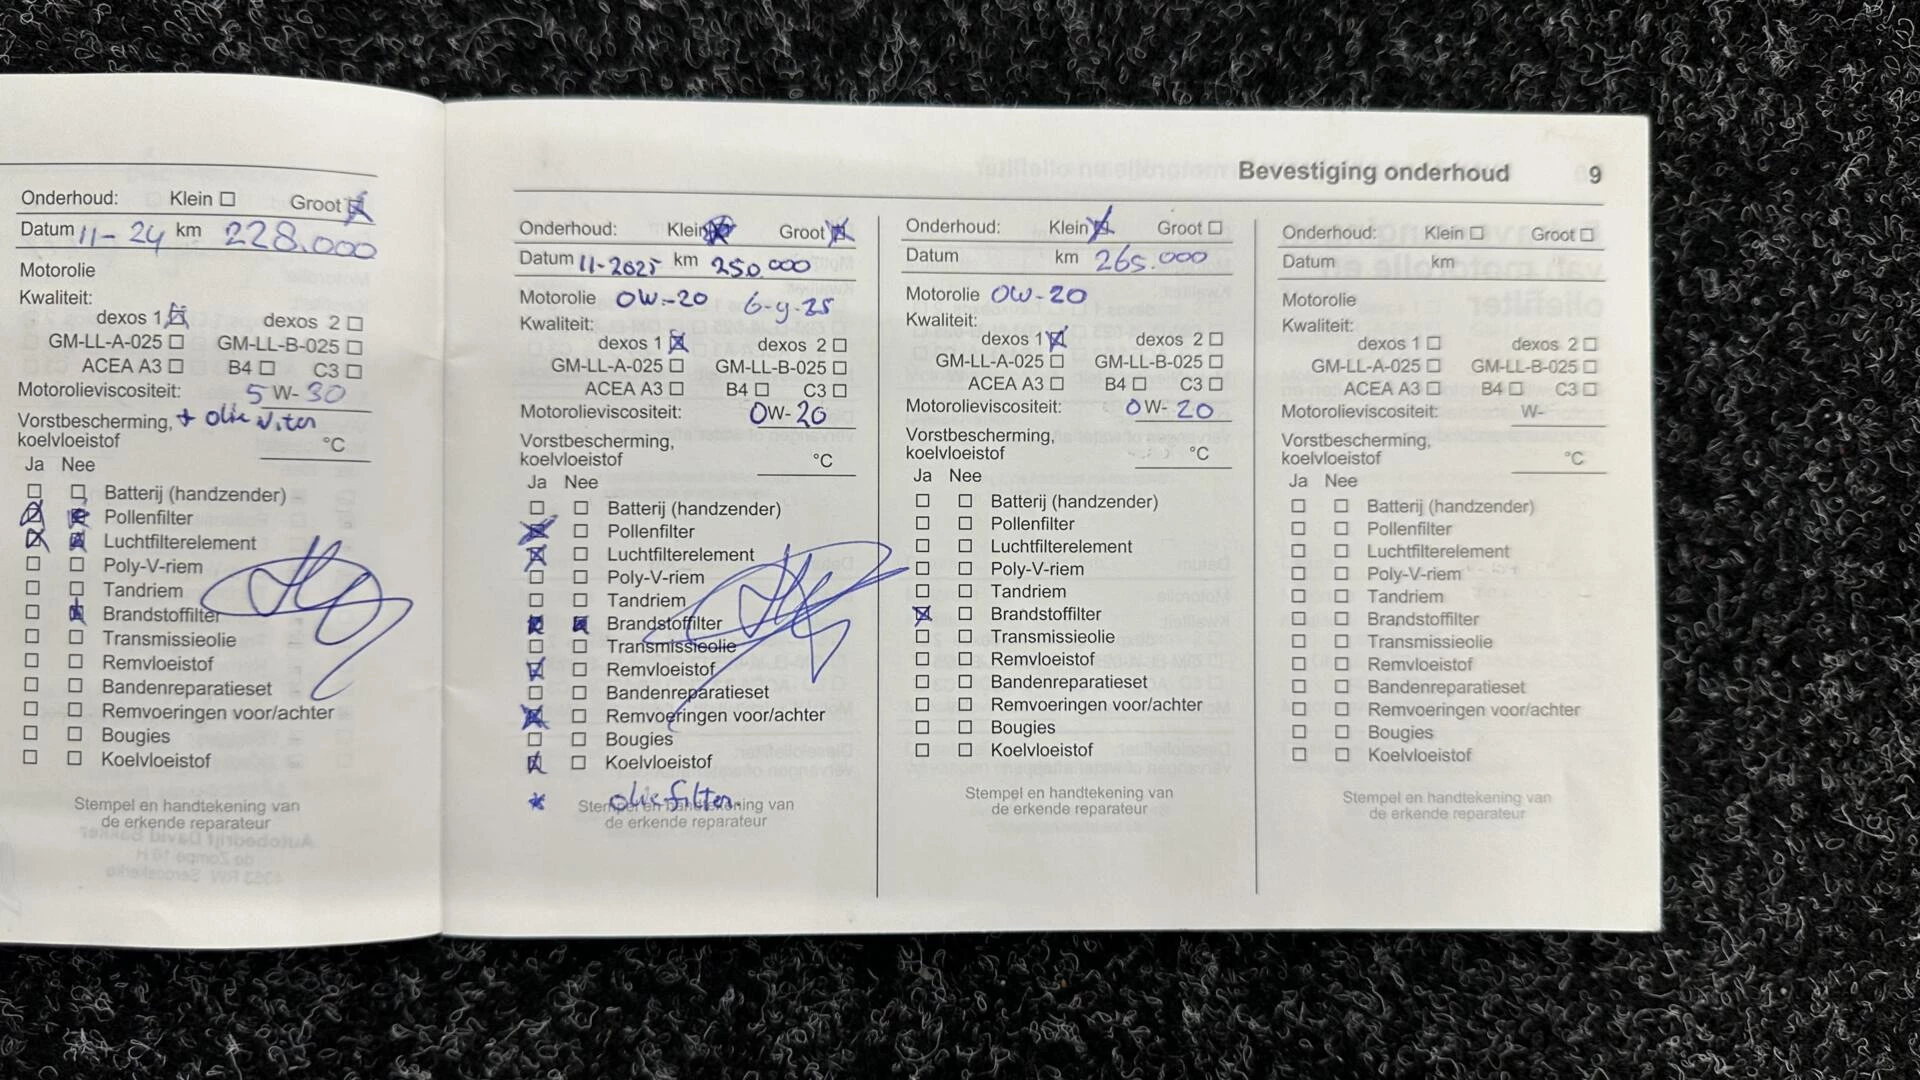 Bevestiging onderhoud 9
Onderhoud: Klein Groot
Datum 11-24 km 228.000
Motorolie
Kwaliteit:
dexos 1 dexos 2
GM-LL-A-025 GM-LL-B-025
ACEA A3 B4 C3
Motorolieviscositeit: 5 W- 30
Vorstbescherming, + olie
koelvloeistof °C
Ja Nee
Batterij (handzender)
Pollenfilter
Luchtfilterelement
Poly-V-riem
Tandriem
Brandstoffilter
Transmissieolie
Remvloeistof
Bandenreparatieset
Remvoeringen voor/achter
Bougies
Koelvloeistof
Stempel en handtekening van
de erkende reparateur
Onderhoud: Klein Groot
Datum 11-2025 km 250.000
Motorolie 0W-20
Kwaliteit:
dexos 1 dexos 2
GM-LL-A-025 GM-LL-B-025
ACEA A3 B4 C3
Motorolieviscositeit: 0W-20
Vorstbescherming,
koelvloeistof °C
Ja Nee
Batterij (handzender)
Pollenfilter
Luchtfilterelement
Poly-V-riem
Tandriem
Brandstoffilter
Transmissieolie
Remvloeistof
Bandenreparatieset
Remvoeringen voor/achter
Bougies
Koelvloeistof
* oliefilter.
Stempel en handtekening van
de erkende reparateur
Onderhoud: Klein Groot
Datum km 265.000
Motorolie 0W-20
Kwaliteit:
dexos 1 dexos 2
GM-LL-A-025 GM-LL-B-025
ACEA A3 B4 C3
Motorolieviscositeit: 0W-20
Vorstbescherming,
koelvloeistof °C
Ja Nee
Batterij (handzender)
Pollenfilter
Luchtfilterelement
Poly-V-riem
Tandriem
Brandstoffilter
Transmissieolie
Remvloeistof
Bandenreparatieset
Remvoeringen voor/achter
Bougies
Koelvloeistof
Stempel en handtekening van
de erkende reparateur
Onderhoud: Klein Groot
Datum km
Motorolie
Kwaliteit:
dexos 1 dexos 2
GM-LL-A-025 GM-LL-B-025
ACEA A3 B4 C3
Motorolieviscositeit: W-
Vorstbescherming,
koelvloeistof °C
Ja Nee
Batterij (handzender)
Pollenfilter
Luchtfilterelement
Poly-V-riem
Tandriem
Brandstoffilter
Transmissieolie
Remvloeistof
Bandenreparatieset
Remvoeringen voor/achter
Bougies
Koelvloeistof
Stempel en handtekening van
de erkende reparateur